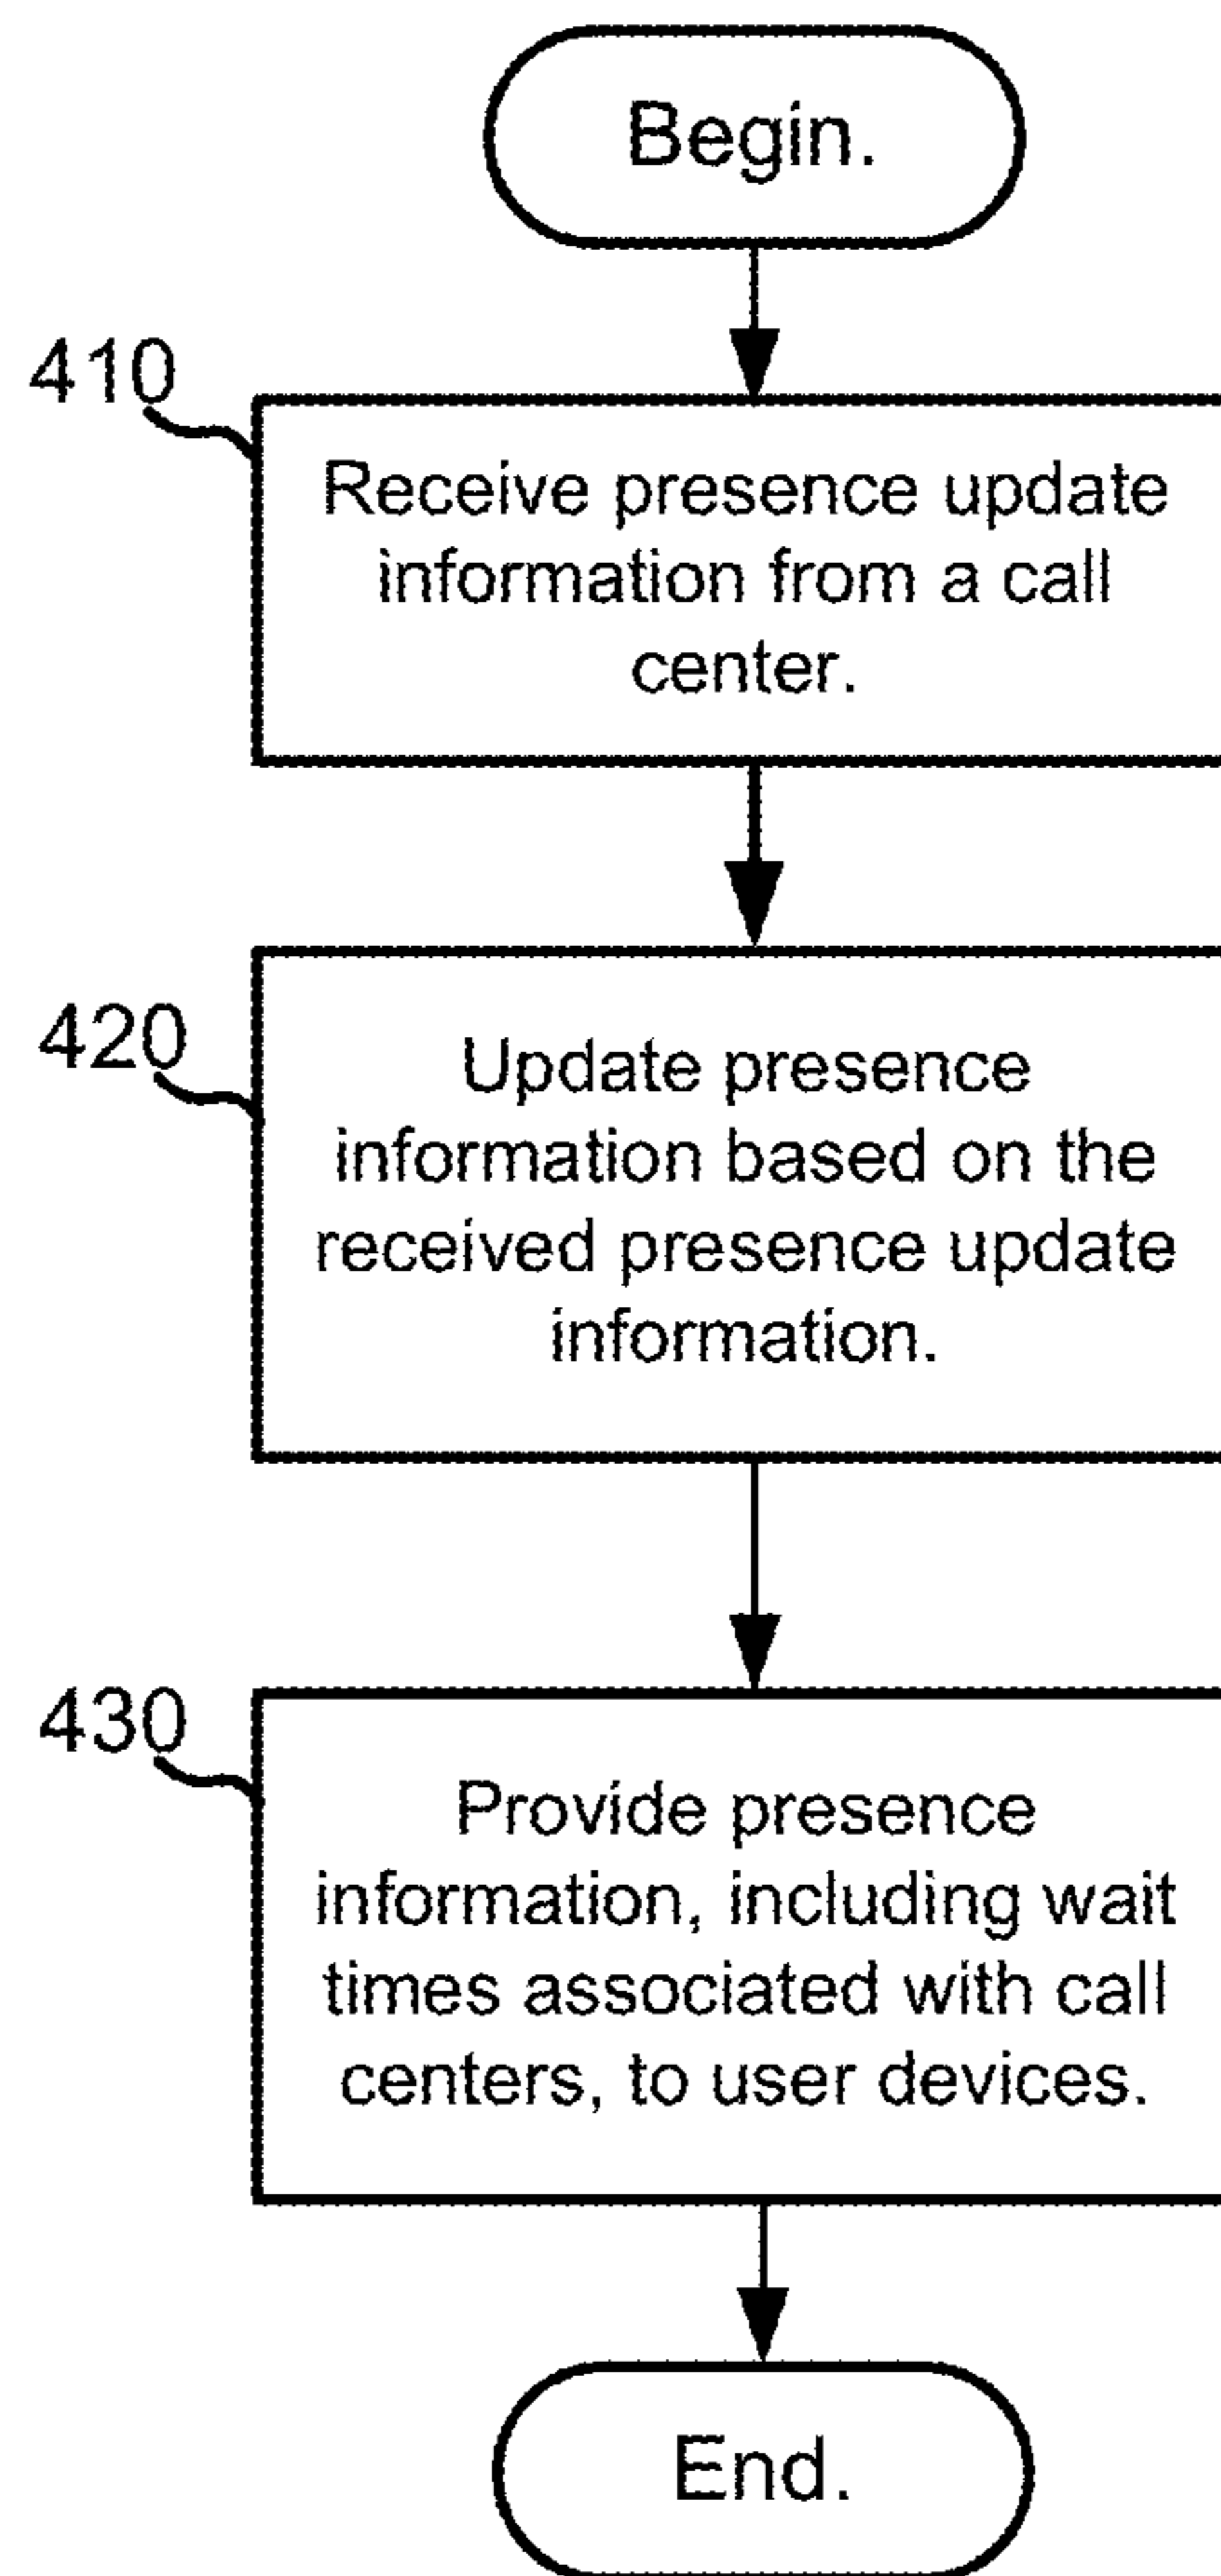 Begin.
410
Receive presence update
information from a call
center.
420
Update presence
information based on the
received presence update
information.
430
Provide presence
information, including wait
times associated with call
centers, to user devices.
End.